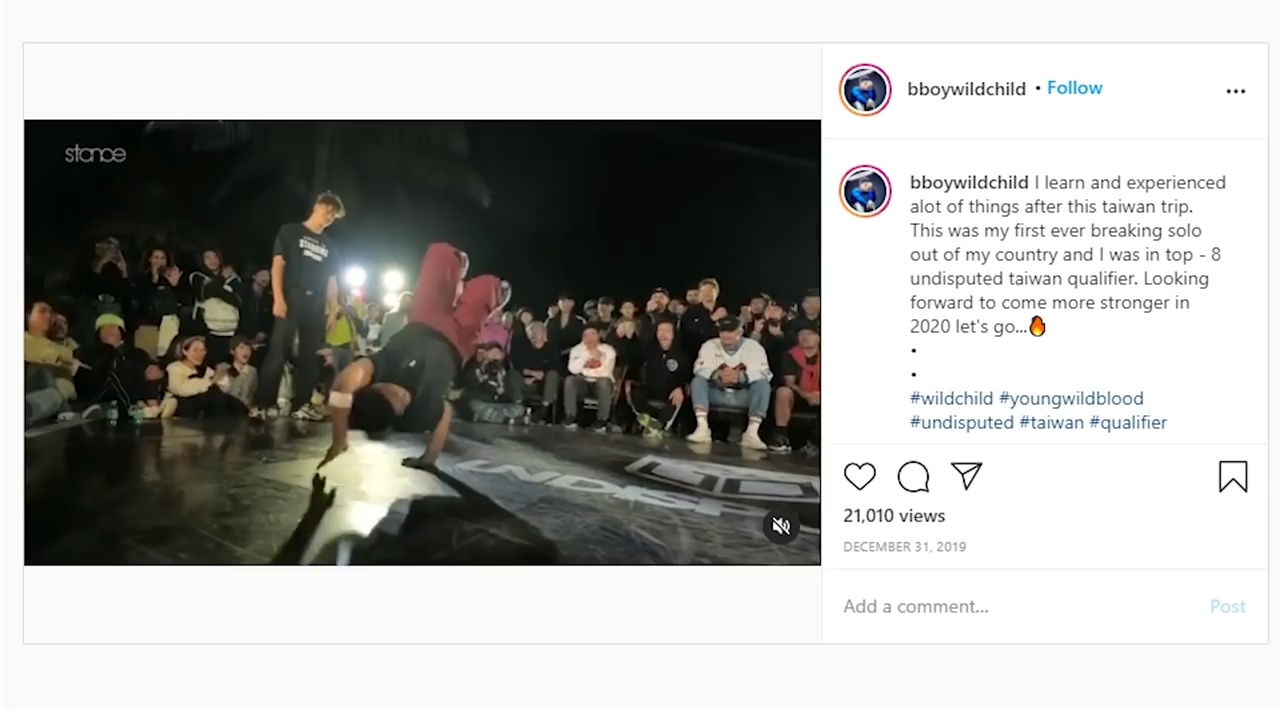 stance
bboywildchild • Follow
bboywildchild I learn and experienced
alot of things after this taiwan trip.
This was my first ever breaking solo
out of my country and I was in top - 8
undisputed taiwan qualifier. Looking
forward to come more stronger in
2020 let's go...🔥
.
.
#wildchild #youngwildblood
#undisputed #taiwan #qualifier
21,010 views
DECEMBER 31, 2019
Add a comment... Post